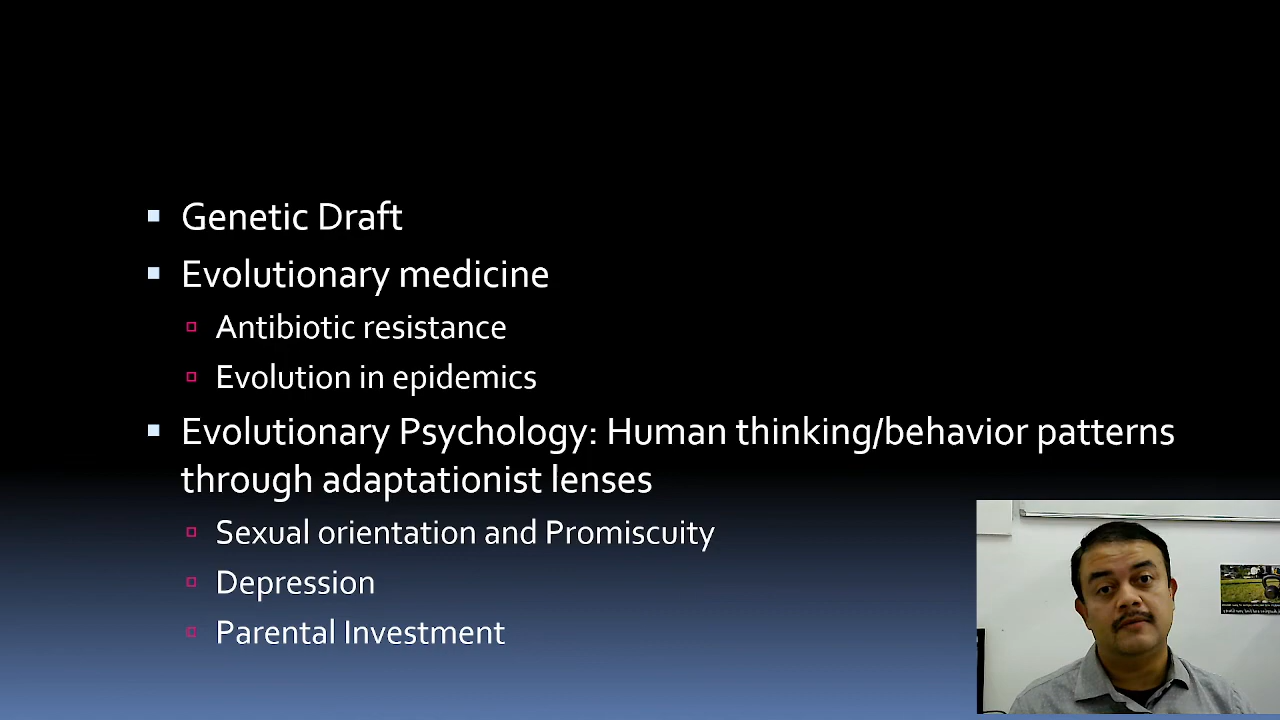 Genetic Draft
Evolutionary medicine
Antibiotic resistance
Evolution in epidemics
Evolutionary Psychology: Human thinking/behavior patterns
through adaptationist lenses
Sexual orientation and Promiscuity
Depression
Parental Investment